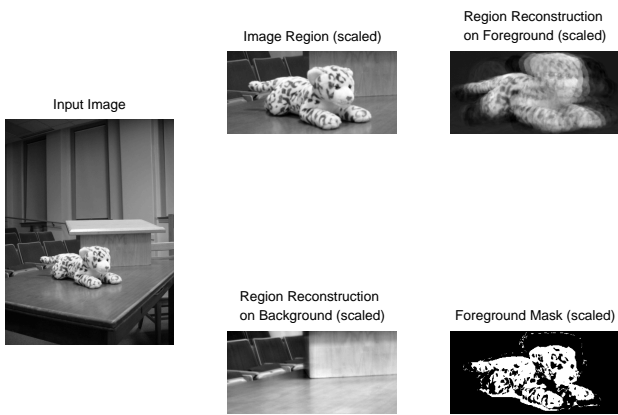 Region Reconstruction
on Foreground (scaled)
Image Region (scaled)
Input Image
Region Reconstruction
on Background (scaled)
Foreground Mask (scaled)